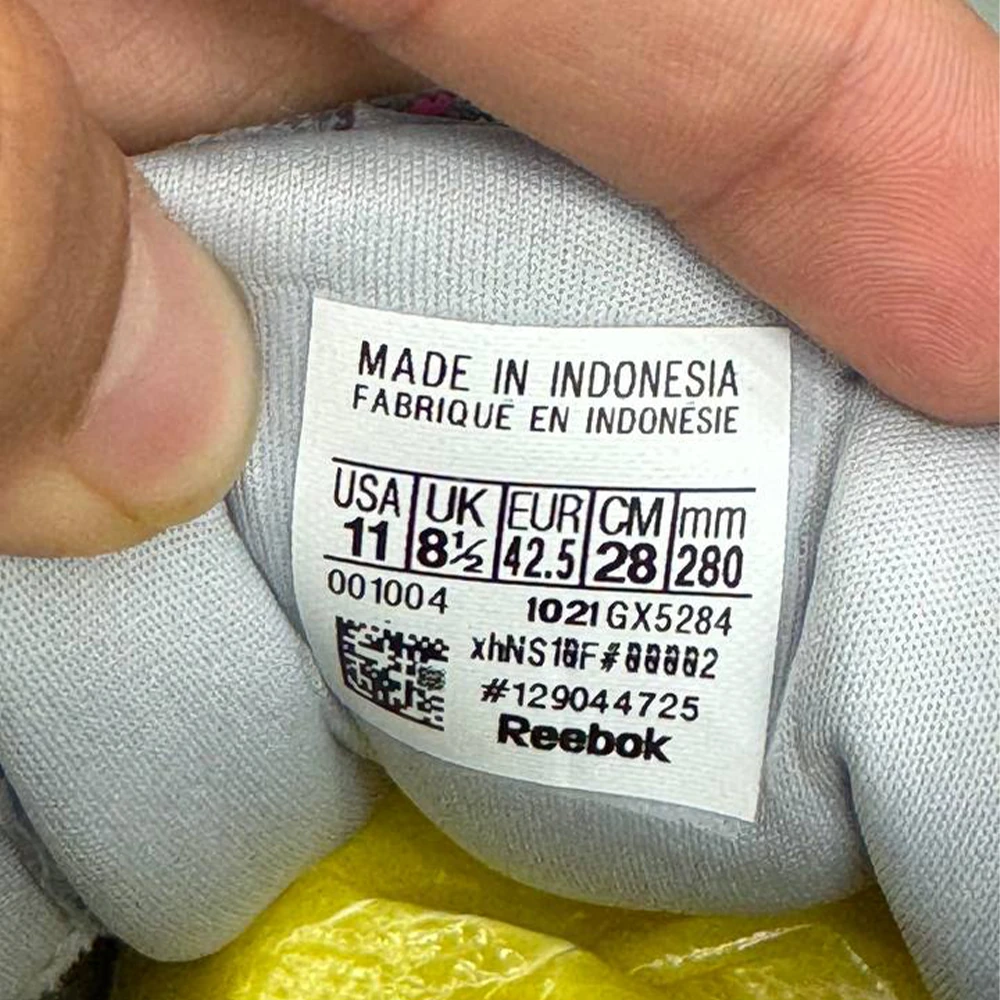 MADE IN INDONESIA
FABRIQUÉ EN INDONÉSIE
USA UK EUR CM mm
11 8½ 42.5 28 280
001004 1021 GX5284
#129044725
Reebok